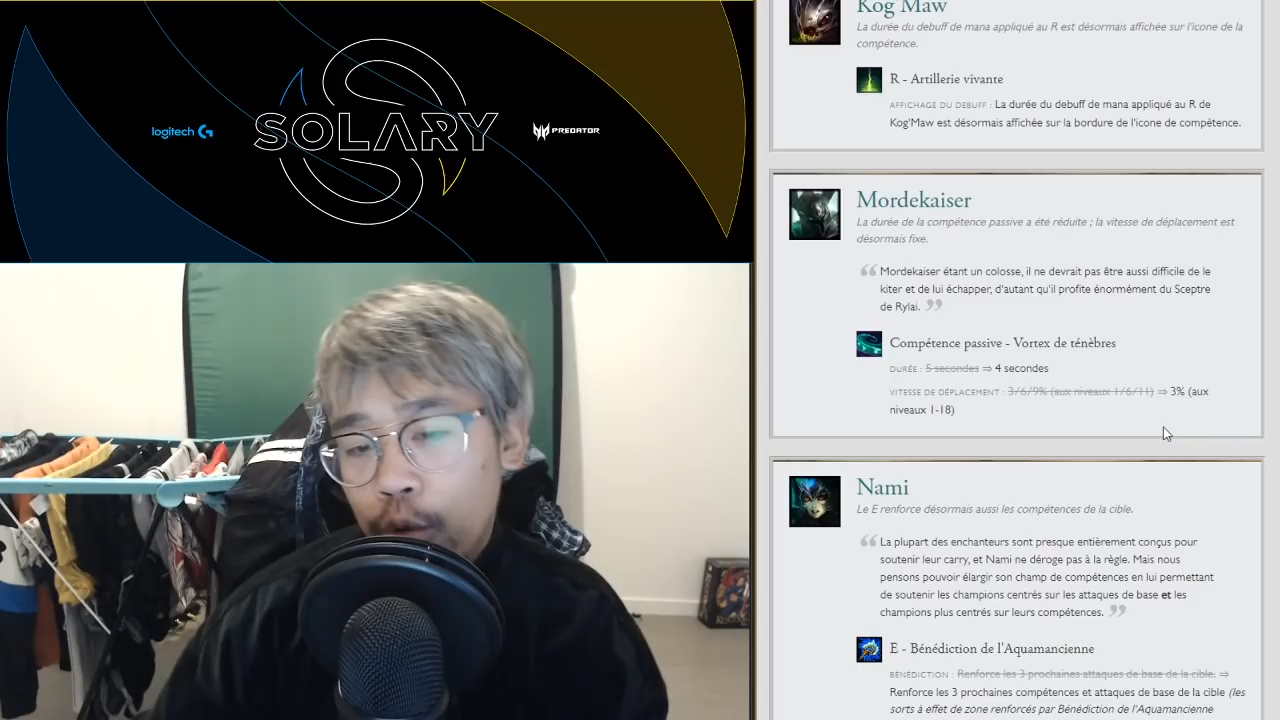 logitech G
SOLARY
PREDATOR
Kog Maw
La durée du debuff de mana appliqué au R est désormais affichée sur l'icone de la
compétence.
R - Artillerie vivante
AFFICHAGE DU DEBUFF : La durée du debuff de mana appliqué au R de
Kog'Maw est désormais affichée sur la bordure de l'icone de compétence.
Mordekaiser
La durée de la compétence passive a été réduite ; la vitesse de déplacement est
désormais fixe.
“ Mordekaiser étant un colosse, il ne devrait pas être aussi difficile de le
kiter et de lui échapper, d'autant qu'il profite énormément du Sceptre
de Rylai. ”
Compétence passive - Vortex de ténèbres
DURÉE : 5 secondes ⇒ 4 secondes
VITESSE DE DÉPLACEMENT : 3/6/9% (aux niveaux 1/6/11) ⇒ 3% (aux
niveaux 1-18)
Nami
Le E renforce désormais aussi les compétences de la cible.
“ La plupart des enchanteurs sont presque entièrement conçus pour
soutenir leur carry, et Nami ne déroge pas à la règle. Mais nous
pensons pouvoir élargir son champ de compétences en lui permettant
de soutenir les champions centrés sur les attaques de base et les
champions plus centrés sur leurs compétences. ”
E - Bénédiction de l'Aquamancienne
BÉNÉDICTION : Renforce les 3 prochaines attaques de base de la cible. ⇒
Renforce les 3 prochaines compétences et attaques de base de la cible (les
sorts à effet de zone renforcés par Bénédiction de l'Aquamancienne